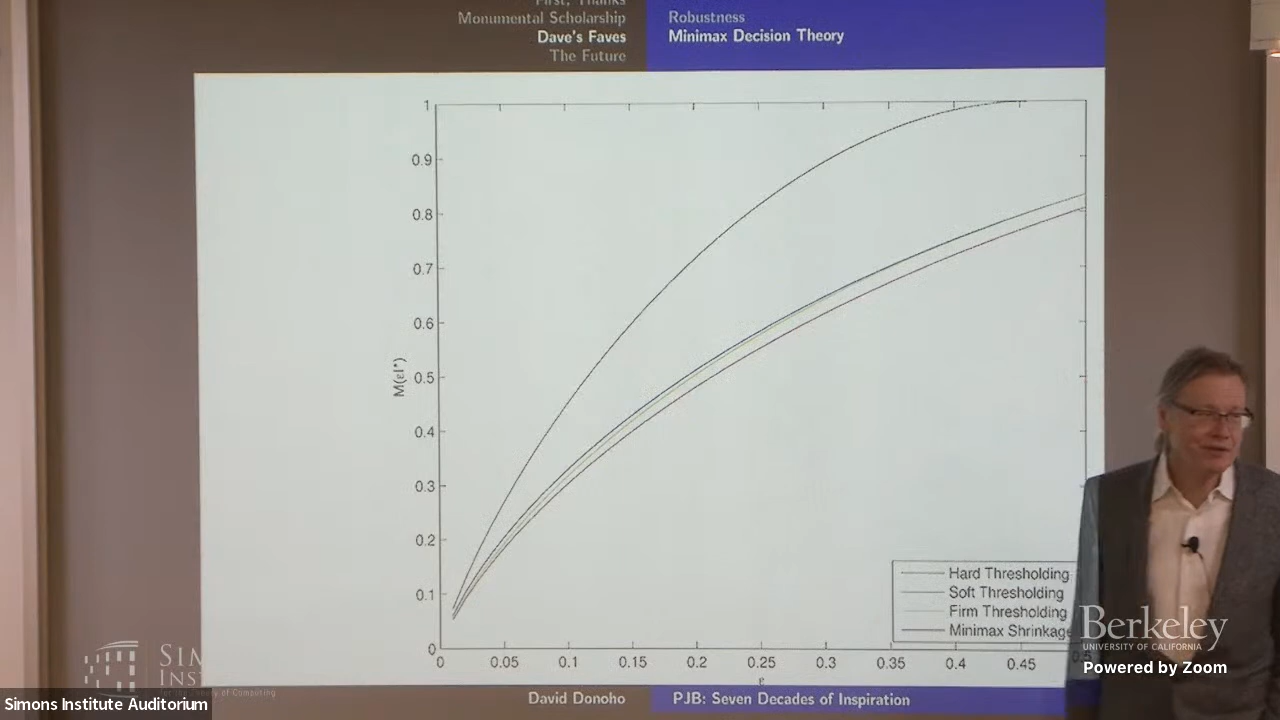 First, Thanks
Monumental Scholarship
Dave's Faves
The Future
Robustness
Minimax Decision Theory
1
0.9
0.8
0.7
0.6
0.5
0.4
0.3
0.2
0.1
0
M(ε|*)
0
0.05
0.1
0.15
0.2
0.25
0.3
0.35
0.4
0.45
0.5
ε
Hard Thresholding
Soft Thresholding
Firm Thresholding
Minimax Shrinkage
Berkeley
UNIVERSITY OF CALIFORNIA
Powered by Zoom
David Donoho
PJB: Seven Decades of Inspiration
Simons Institute Auditorium